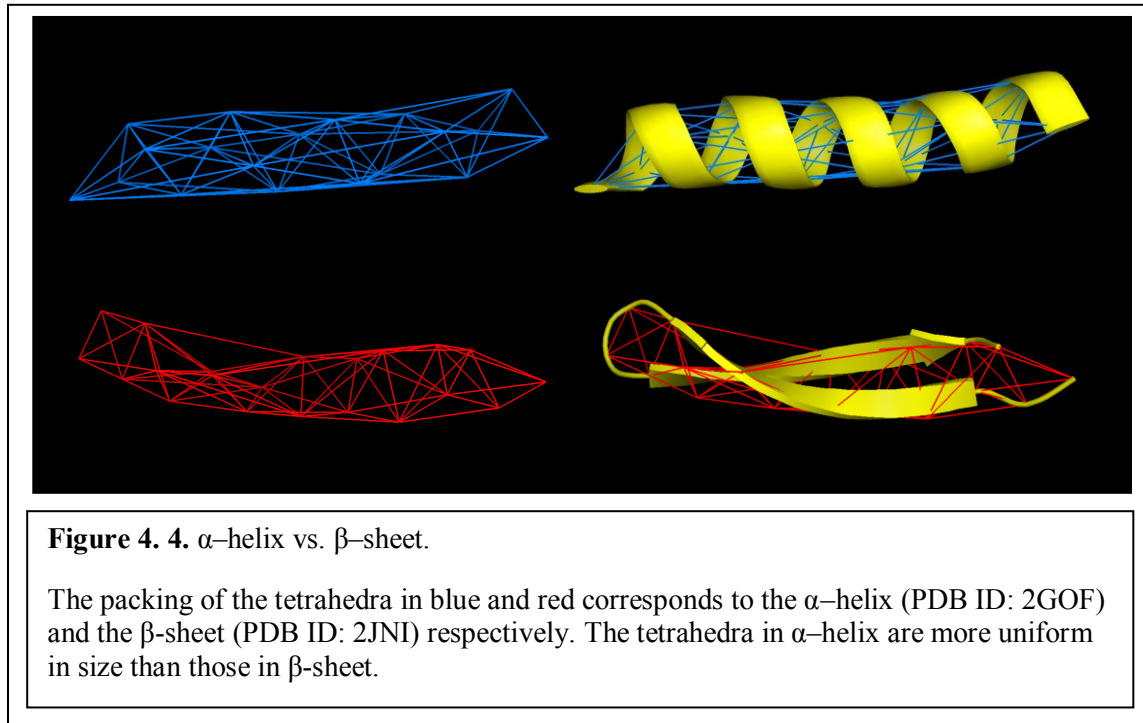 Figure 4. 4. α–helix vs. β–sheet.
The packing of the tetrahedra in blue and red corresponds to the α–helix (PDB ID: 2GOF)
and the β-sheet (PDB ID: 2JNI) respectively. The tetrahedra in α–helix are more uniform
in size than those in β-sheet.